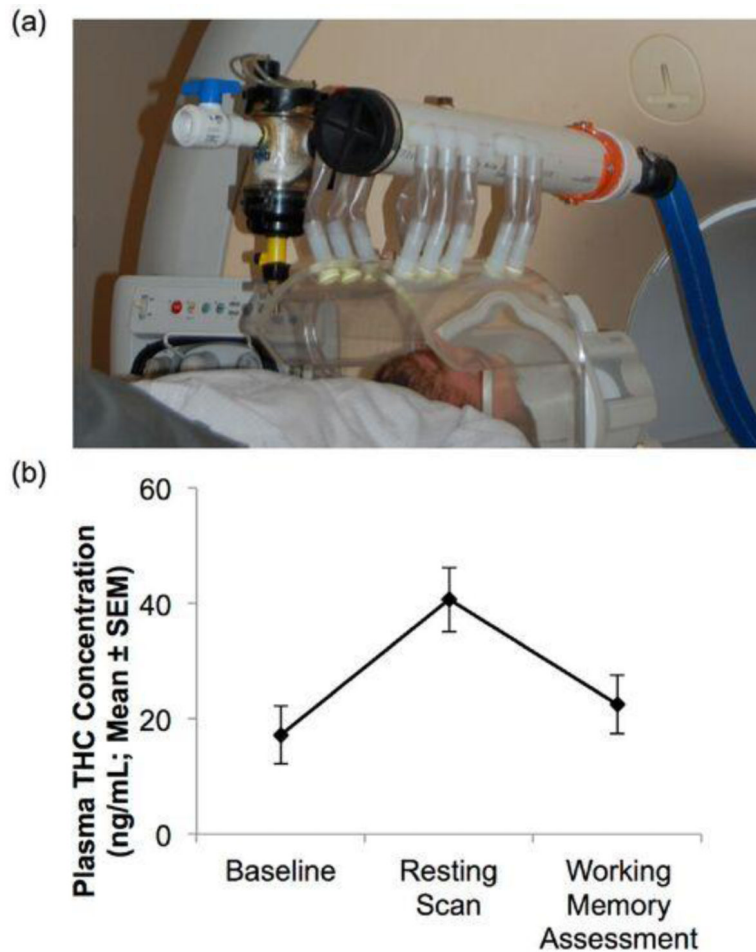 (a)
(b)
Plasma THC Concentration
(ng/mL; Mean ± SEM)
60
40
20
0
Baseline
Resting
Scan
Working
Memory
Assessment